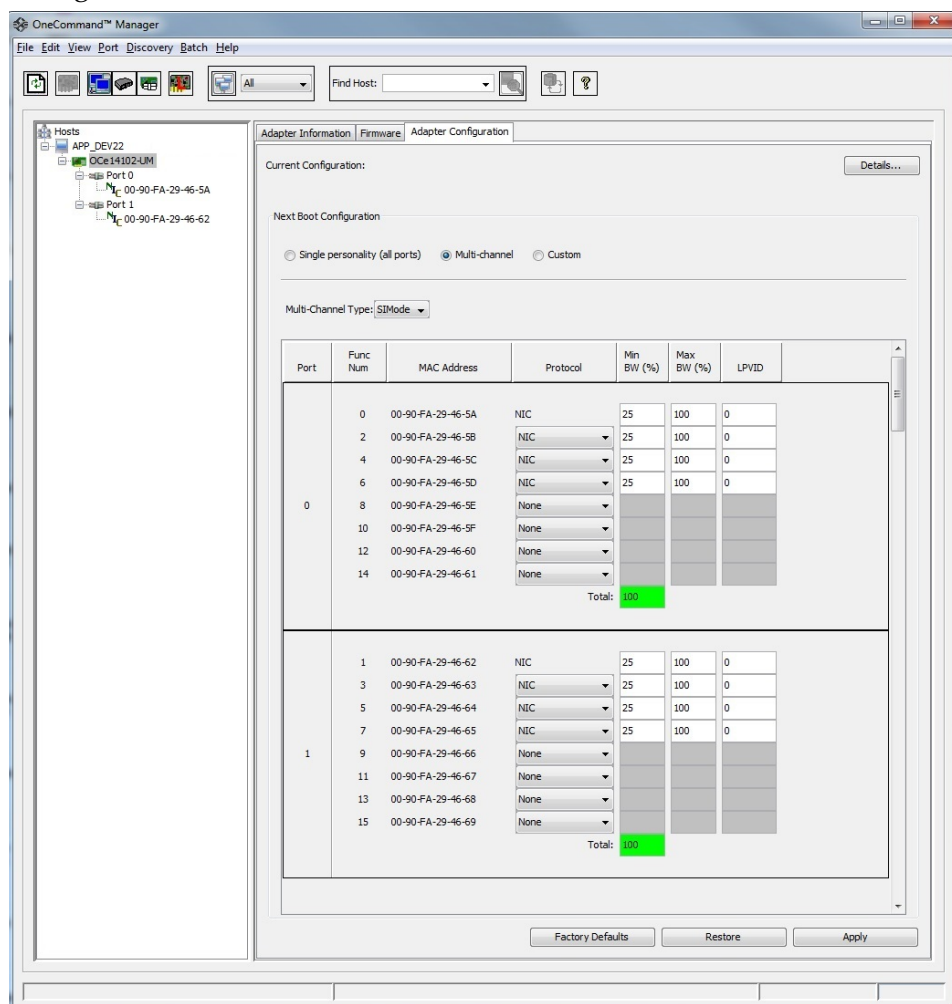 OneCommand™ Manager
File Edit View Port Discovery Batch Help
All
Find Host:
Hosts
APP_DEV22
OCe14102-UM
Port 0
NIC 00-90-FA-29-46-5A
Port 1
NIC 00-90-FA-29-46-62
Adapter Information Firmware Adapter Configuration
Current Configuration:
Details...
Next Boot Configuration
Single personality (all ports) Multi-channel Custom
Multi-Channel Type: SIMode
Port Func Num MAC Address Protocol Min BW (%) Max BW (%) LPVID
0 00-90-FA-29-46-5A NIC 25 100 0
2 00-90-FA-29-46-5B NIC 25 100 0
4 00-90-FA-29-46-5C NIC 25 100 0
6 00-90-FA-29-46-5D NIC 25 100 0
0 8 00-90-FA-29-46-5E None
10 00-90-FA-29-46-5F None
12 00-90-FA-29-46-60 None
14 00-90-FA-29-46-61 None
Total: 100
1 00-90-FA-29-46-62 NIC 25 100 0
3 00-90-FA-29-46-63 NIC 25 100 0
5 00-90-FA-29-46-64 NIC 25 100 0
7 00-90-FA-29-46-65 NIC 25 100 0
1 9 00-90-FA-29-46-66 None
11 00-90-FA-29-46-67 None
13 00-90-FA-29-46-68 None
15 00-90-FA-29-46-69 None
Total: 100
Factory Defaults Restore Apply